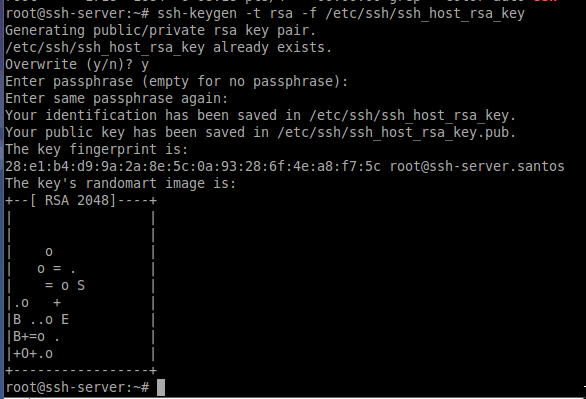 root@ssh-server:~# ssh-keygen -t rsa -f /etc/ssh/ssh_host_rsa_key
Generating public/private rsa key pair.
/etc/ssh/ssh_host_rsa_key already exists.
Overwrite (y/n)? y
Enter passphrase (empty for no passphrase):
Enter same passphrase again:
Your identification has been saved in /etc/ssh/ssh_host_rsa_key.
Your public key has been saved in /etc/ssh/ssh_host_rsa_key.pub.
The key fingerprint is:
28:e1:b4:d9:9a:2a:8e:5c:0a:93:28:6f:4e:a8:f7:5c root@ssh-server.santos
The key's randomart image is:
+--[ RSA 2048]----+
|                 |
|                 |
|    o            |
|   o = .         |
|    = o S        |
|.o   +           |
|B ..o E          |
|B+=o .           |
|+O+.o            |
+-----------------+
root@ssh-server:~#